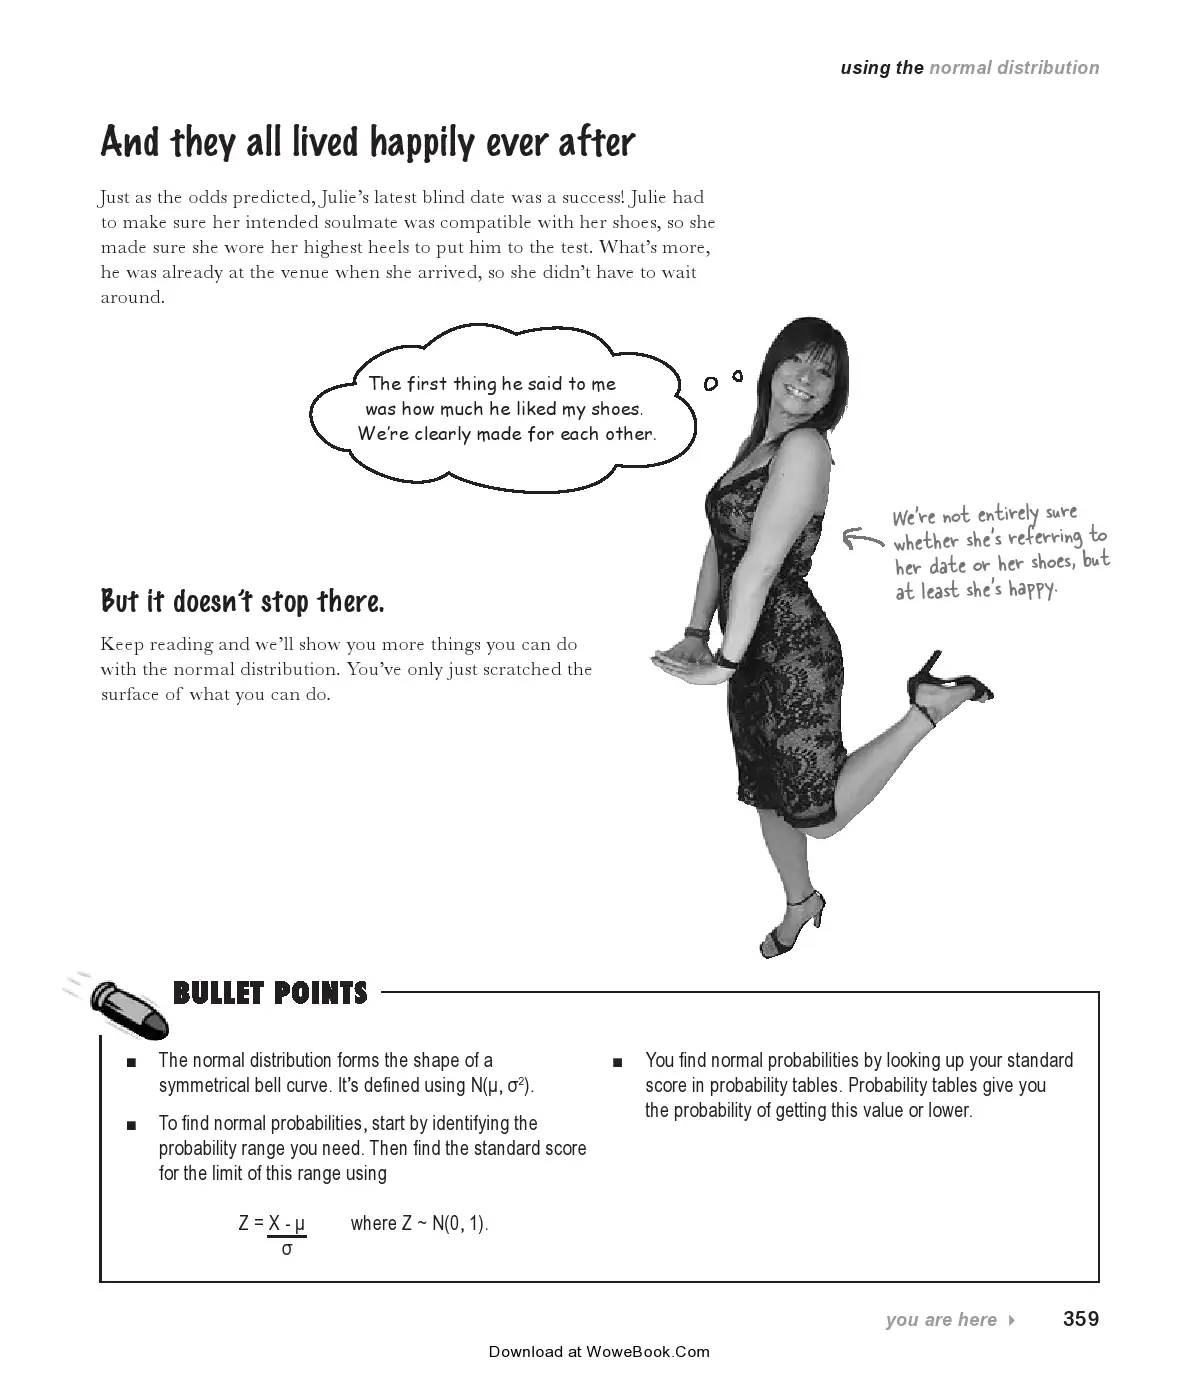 using the normal distribution
And they all lived happily ever after
Just as the odds predicted, Julie’s latest blind date was a success! Julie had
to make sure her intended soulmate was compatible with her shoes, so she
made sure she wore her highest heels to put him to the test. What’s more,
he was already at the venue when she arrived, so she didn’t have to wait
around.
The first thing he said to me
was how much he liked my shoes.
We’re clearly made for each other.
We’re not entirely sure
whether she’s referring to
her date or her shoes, but
at least she’s happy.
But it doesn’t stop there.
Keep reading and we’ll show you more things you can do
with the normal distribution. You’ve only just scratched the
surface of what you can do.
BULLET POINTS
■ The normal distribution forms the shape of a
symmetrical bell curve. It’s defined using N(μ, σ²).
■ To find normal probabilities, start by identifying the
probability range you need. Then find the standard score
for the limit of this range using
Z = X - μ where Z ~ N(0, 1).
σ
■ You find normal probabilities by looking up your standard
score in probability tables. Probability tables give you
the probability of getting this value or lower.
you are here ▸ 359
Download at WoweBook.Com